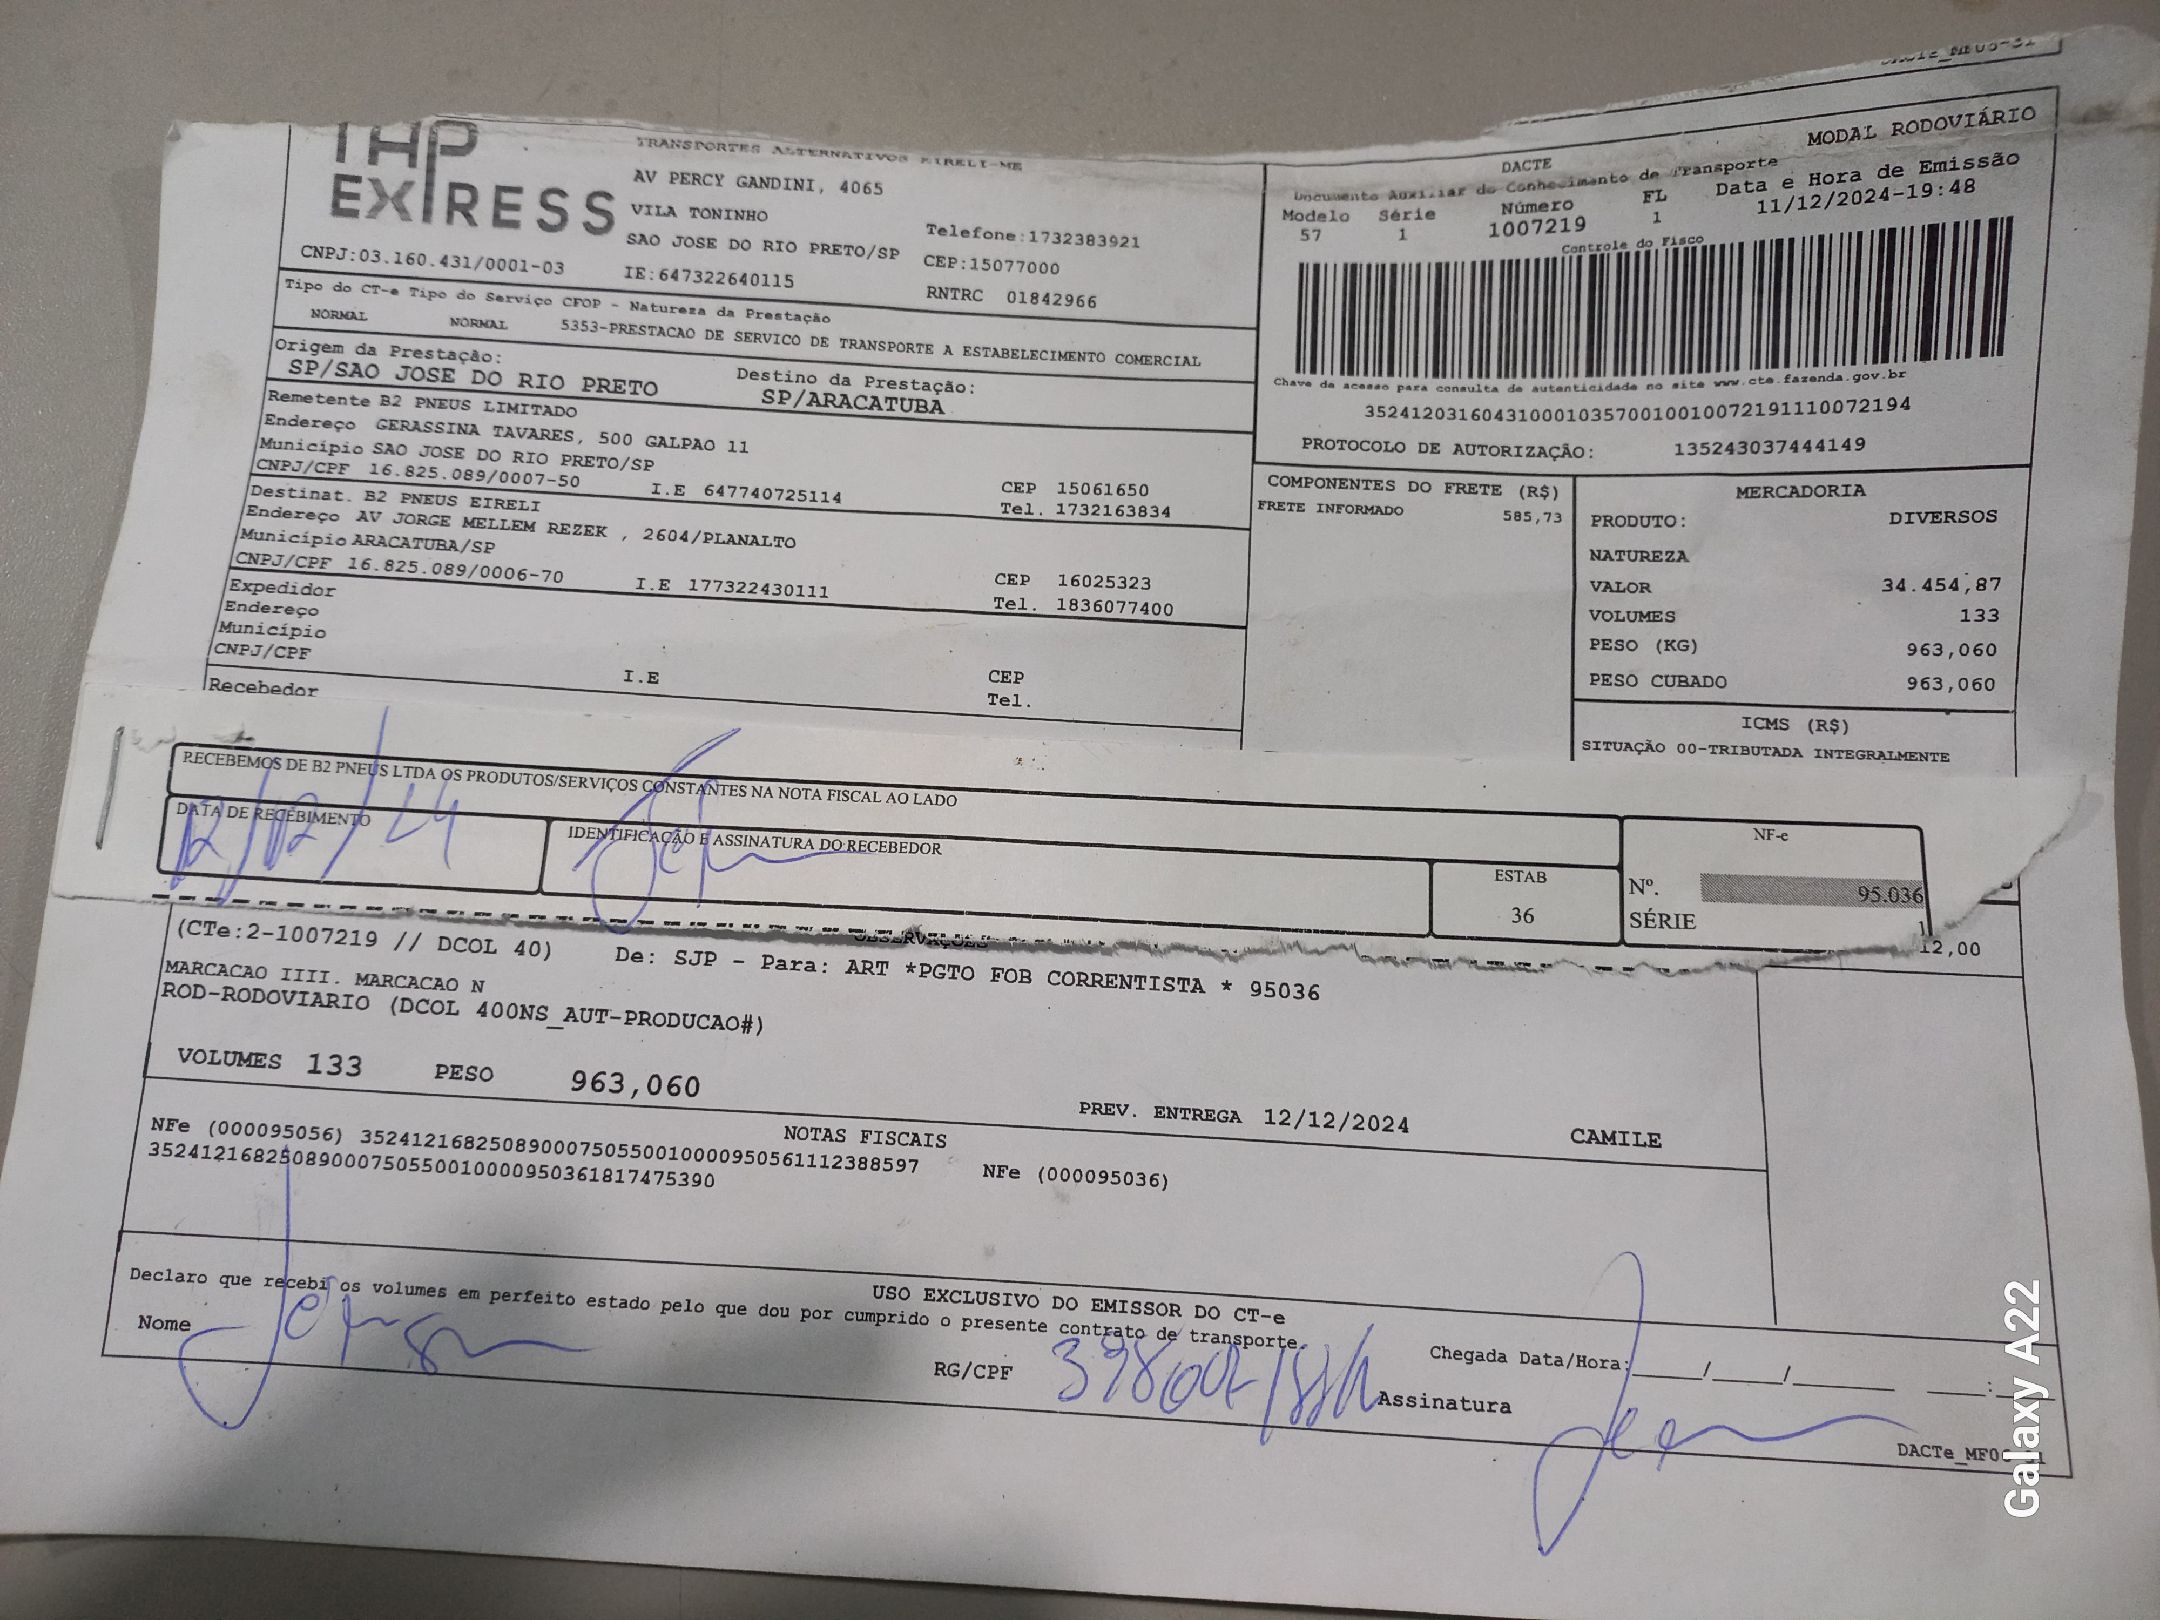 THP
EXPRESS
TRANSPORTES ALTERNATIVOS EIRELI-ME
AV PERCY GANDINI, 4065
VILA TONINHO
SAO JOSE DO RIO PRETO/SP
Telefone:1732383921
CEP:15077000
CNPJ:03.160.431/0001-03
IE:647322640115
RNTRC 01842966
MODAL RODOVIÁRIO
DACTE
Documento Auxiliar do Conhecimento de Transporte
Modelo Série Número FL Data e Hora de Emissão
57 1 1007219 1 11/12/2024-19:48
Controle do Fisco
Chave de acesso para consulta de autenticidade no site www.cte.fazenda.gov.br
35241203160431000103570010010072191110072194
PROTOCOLO DE AUTORIZAÇÃO: 135243037444149
Tipo do CT-e Tipo do Serviço CFOP - Natureza da Prestação
NORMAL NORMAL 5353-PRESTACAO DE SERVICO DE TRANSPORTE A ESTABELECIMENTO COMERCIAL
Origem da Prestação: Destino da Prestação:
SP/SAO JOSE DO RIO PRETO SP/ARACATUBA
Remetente B2 PNEUS LIMITADO
Endereço GERASSINA TAVARES, 500 GALPAO 11
Município SAO JOSE DO RIO PRETO/SP CEP 15061650
CNPJ/CPF 16.825.089/0007-50 I.E 647740725114 Tel. 1732163834
Destinat. B2 PNEUS EIRELI
Endereço AV JORGE MELLEM REZEK , 2604/PLANALTO
Município ARACATUBA/SP CEP 16025323
CNPJ/CPF 16.825.089/0006-70 I.E 177322430111 Tel. 1836077400
Expedidor
Endereço
Município CEP
CNPJ/CPF I.E Tel.
Recebedor
COMPONENTES DO FRETE (R$)
FRETE INFORMADO 585,73
MERCADORIA
PRODUTO: DIVERSOS
NATUREZA
VALOR 34.454,87
VOLUMES 133
PESO (KG) 963,060
PESO CUBADO 963,060
ICMS (R$)
SITUAÇÃO 00-TRIBUTADA INTEGRALMENTE
RECEBEMOS DE B2 PNEUS LTDA OS PRODUTOS/SERVIÇOS CONSTANTES NA NOTA FISCAL AO LADO
DATA DE RECEBIMENTO
12/12/24
IDENTIFICAÇÃO E ASSINATURA DO RECEBEDOR
ESTAB
36
NF-e
Nº. 95.036
SÉRIE 1
12,00
OBSERVAÇÕES
(CTe:2-1007219 // DCOL 40) De: SJP - Para: ART *PGTO FOB CORRENTISTA * 95036
MARCACAO IIII. MARCACAO N
ROD-RODOVIARIO (DCOL 400NS_AUT-PRODUCAO#)
VOLUMES 133 PESO 963,060
PREV. ENTREGA 12/12/2024 CAMILE
NOTAS FISCAIS
NFe (000095056) 35241216825089000750550010000950561112388597 NFe (000095036)
35241216825089000750550010000950361817475390
USO EXCLUSIVO DO EMISSOR DO CT-e
Declaro que recebi os volumes em perfeito estado pelo que dou por cumprido o presente contrato de transporte.
Nome
RG/CPF
Chegada Data/Hora:____/____/______ ____:
Assinatura
Galaxy A22